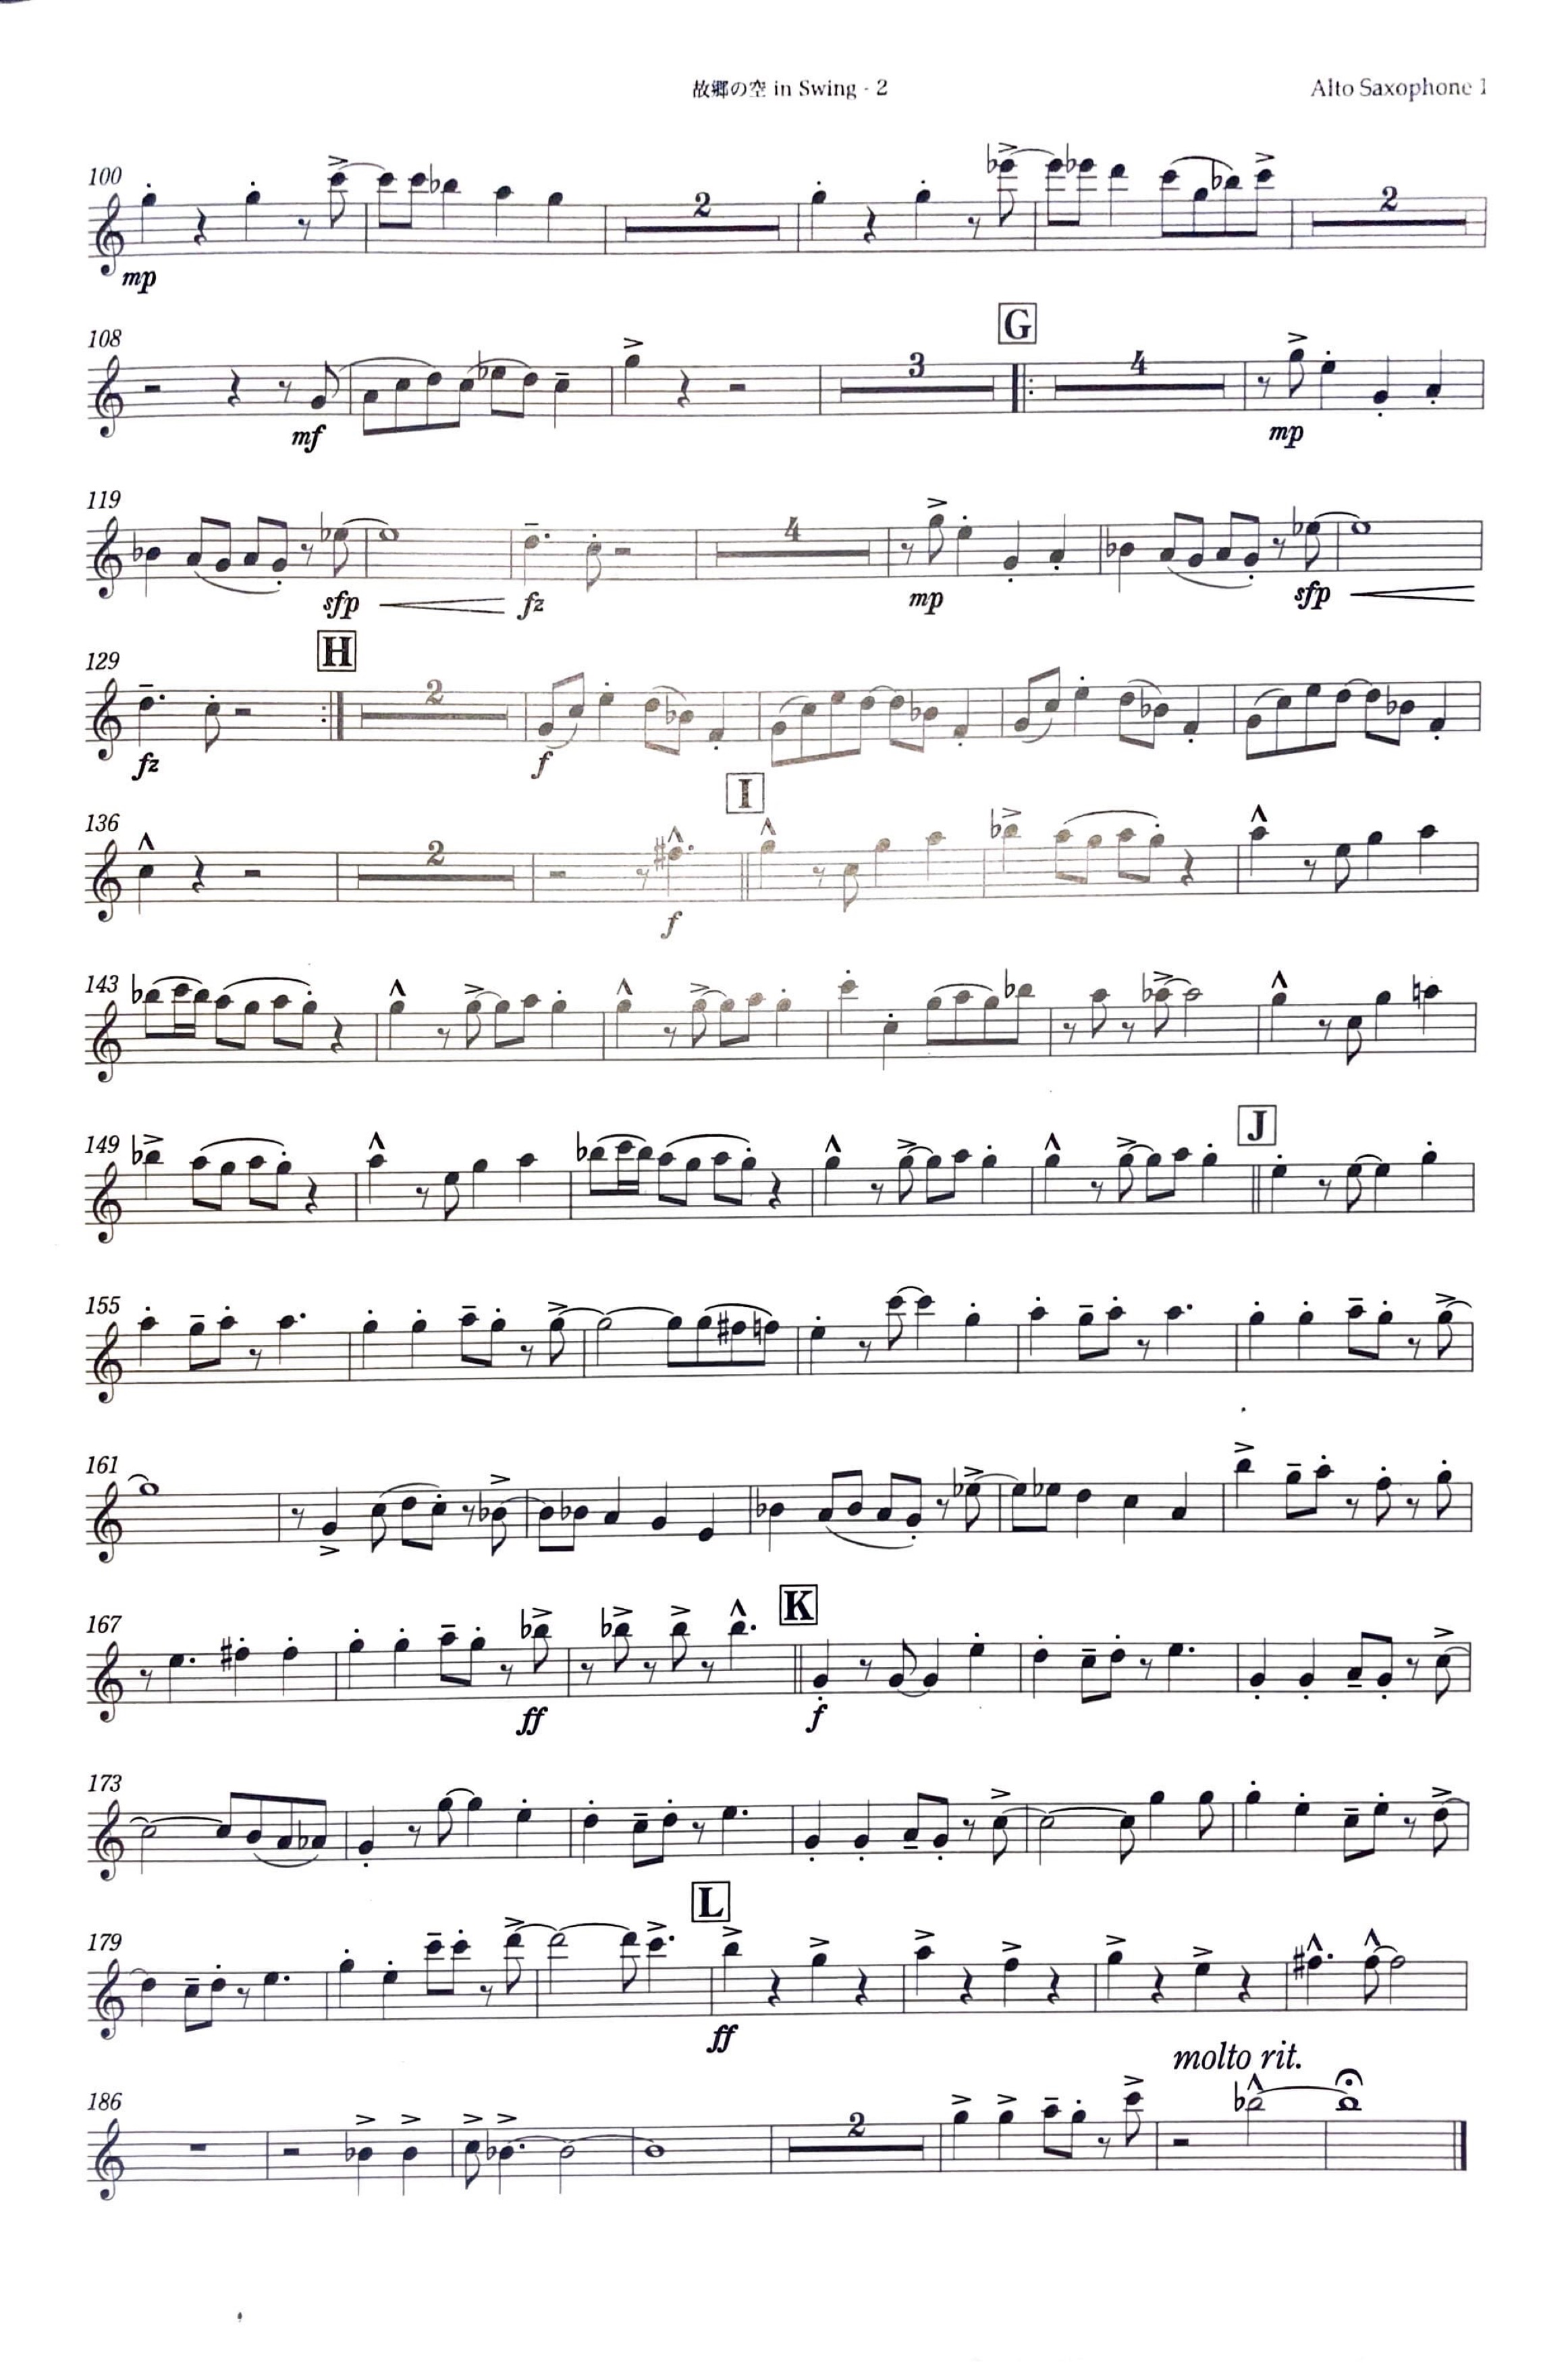 故郷の空 in Swing - 2
Alto Saxophone 1
100
2
2
mp
G
108
3
4
mf
mp
119
4
sfp
fz
mp
sfp
H
129
2
fz
f
I
136
2
f
143
J
149
155
161
K
167
ff
f
173
L
179
ff
molto rit.
186
2